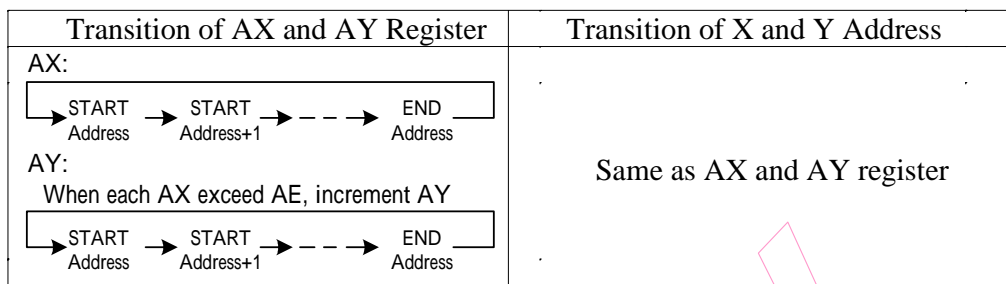 Transition of AX and AY Register
Transition of X and Y Address
AX:
START START END
Address Address+1 Address
AY:
When each AX exceed AE, increment AY
START START END
Address Address+1 Address
Same as AX and AY register